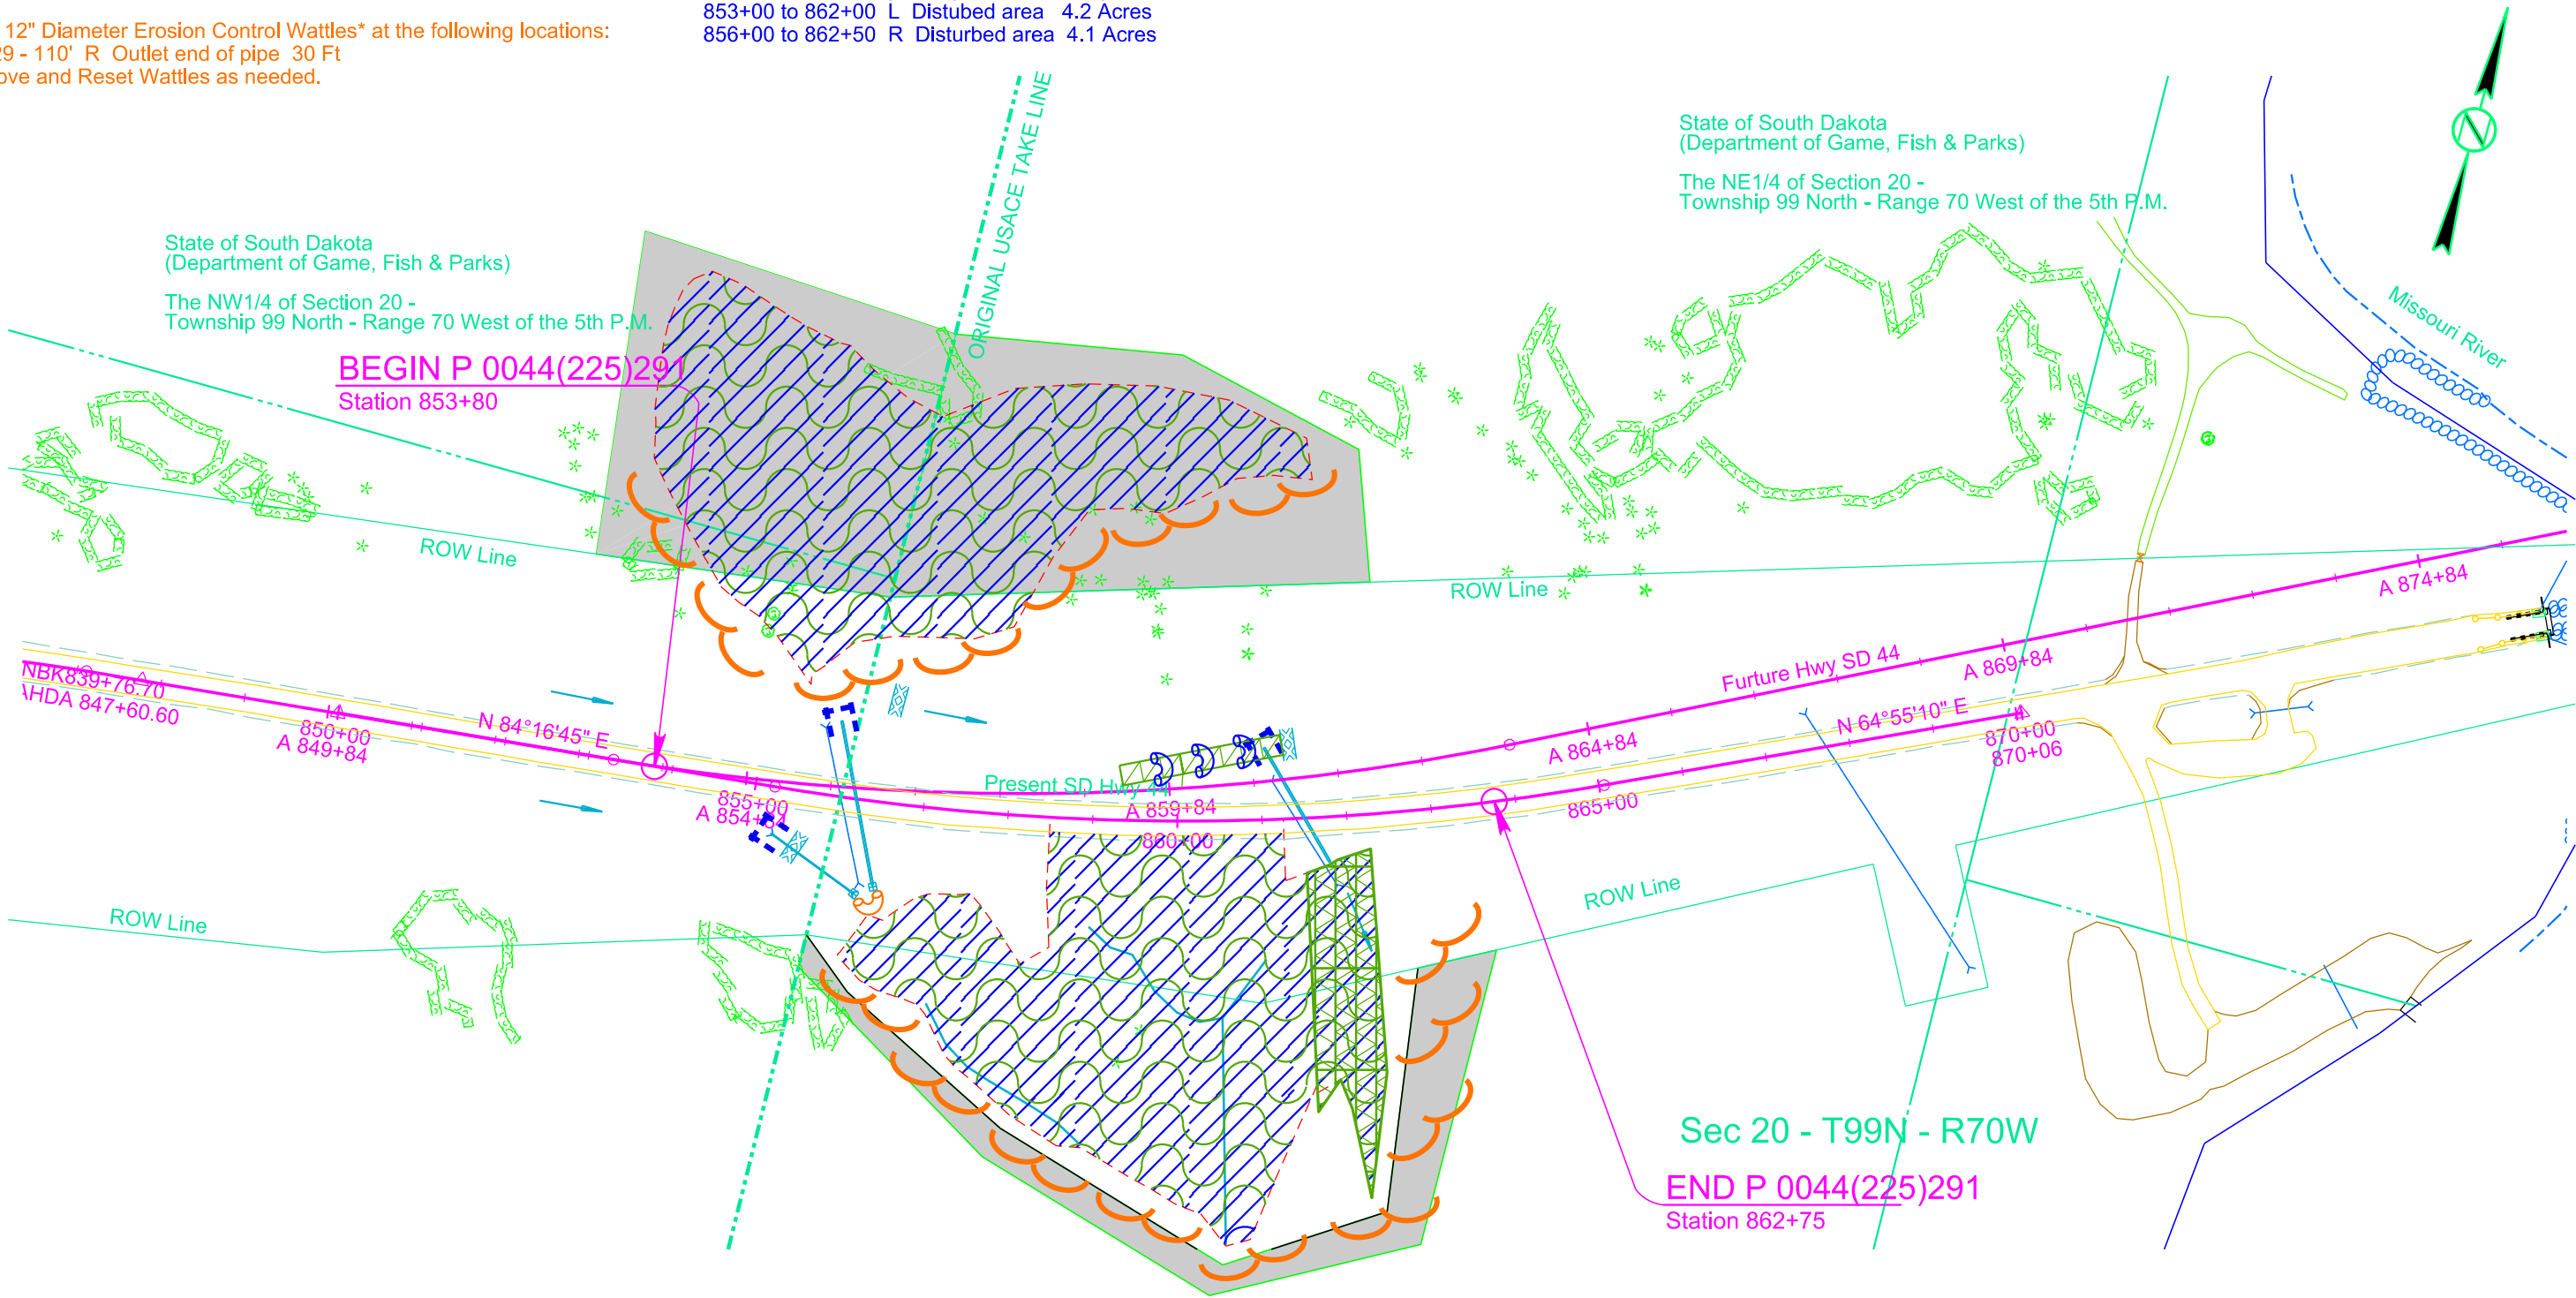 853+00 to 862+00 L Distubed area 4.2 Acres
856+00 to 862+50 R Disturbed area 4.1 Acres
12" Diameter Erosion Control Wattles* at the following locations:
29 - 110' R Outlet end of pipe 30 Ft
ove and Reset Wattles as needed.
ORIGINAL USACE TAKE LINE
State of South Dakota
(Department of Game, Fish & Parks)
The NE1/4 of Section 20 -
Township 99 North - Range 70 West of the 5th P.M.
N
Missouri River
State of South Dakota
(Department of Game, Fish & Parks)
The NW1/4 of Section 20 -
Township 99 North - Range 70 West of the 5th P.M.
BEGIN P 0044(225)291
Station 853+80
ROW Line
ROW Line
A 874+84
Furture Hwy SD 44
A 869+84
NBK839+76.70
AHDA 847+60.60
850+00
A 849+84
N 84°16'45" E
A 864+84
N 64°55'10" E
870+00
870+06
Present SD Hwy 44
855+00
A 854+84
A 859+84
860+00
865+00
ROW Line
ROW Line
Sec 20 - T99N - R70W
END P 0044(225)291
Station 862+75